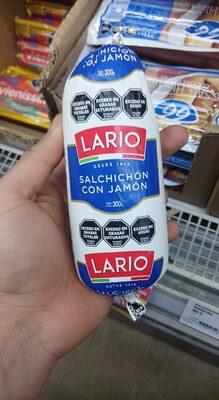 SALCHICHÓN
CON JAMÓN
300g
EXCESO EN
GRASAS
TOTALES
EXCESO EN
GRASAS
SATURADAS
EXCESO EN
SODIO
LARIO
DESDE 1913
SALCHICHÓN
CON JAMÓN
300g
EXCESO EN
GRASAS
TOTALES
EXCESO EN
GRASAS
SATURADAS
EXCESO EN
SODIO
LARIO
DESDE 1913